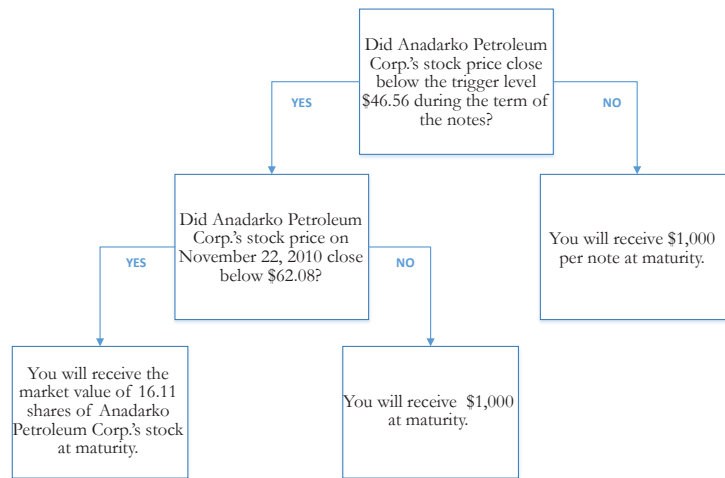 Did Anadarko Petroleum
Corp.'s stock price close
below the trigger level
$46.56 during the term of
the notes?
YES
NO
Did Anadarko Petroleum
Corp.'s stock price on
November 22, 2010 close
below $62.08?
You will receive $1,000
per note at maturity.
YES
NO
You will receive the
market value of 16.11
shares of Anadarko
Petroleum Corp.'s stock
at maturity.
You will receive $1,000
at maturity.